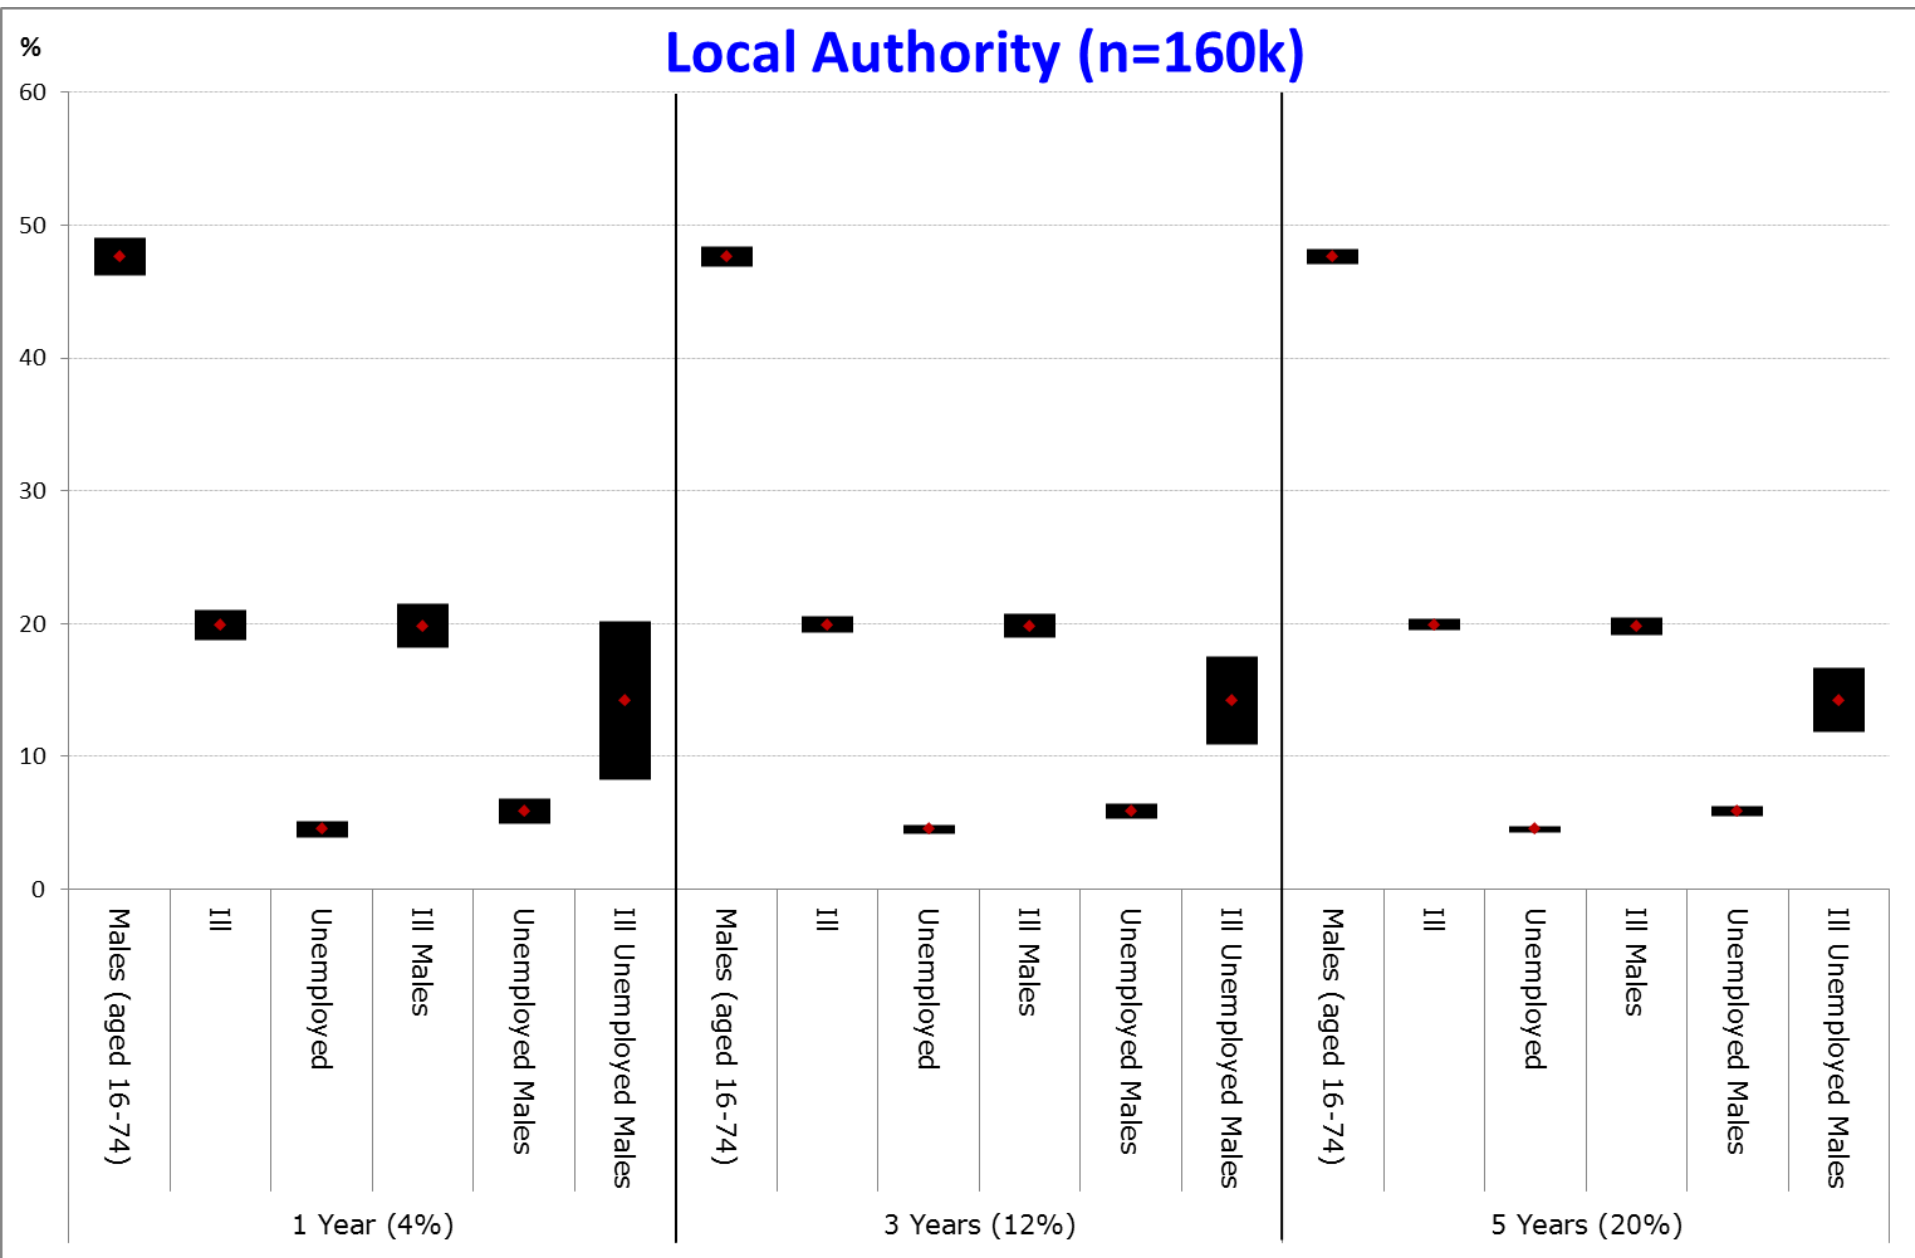 Local Authority (n=160k)
%
60
50
40
30
20
10
0
Males (aged 16-74)
Ill
Unemployed
Ill Males
Unemployed Males
Ill Unemployed Males
Males (aged 16-74)
Ill
Unemployed
Ill Males
Unemployed Males
Ill Unemployed Males
Males (aged 16-74)
Ill
Unemployed
Ill Males
Unemployed Males
Ill Unemployed Males
1 Year (4%)
3 Years (12%)
5 Years (20%)